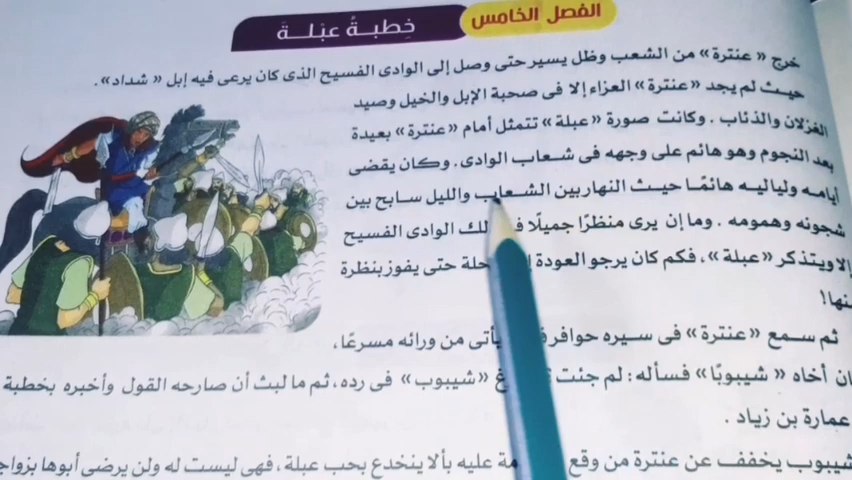 الفصل الخامس
خِطبةُ عبْلةَ
خرج « عنترة » من الشعب وظل يسير حتى وصل إلى الوادى الفسيح الذى كان يرعى فيه إبل « شداد » .
حيث لم يجد «عنترة» العزاء إلا فى صحبة الإبل والخيل وصيد
الغزلان والذئاب . وكانت صورة «عبلة» تتمثل أمام «عنترة» بعيدة
بعد النجوم وهو هائم على وجهه فى شعاب الوادى . وكان يقضى
أيامه ولياليه هائمًا حيث النهار بين الشعاب والليل سابح بين
شجونه وهمومه . وما إن يرى منظرًا جميلًا الوادى الفسيح
إلا ويتذكر «عبلة» ، فكم كان يرجو العودة حتى يفوز بنظرة
منها!
ثم سمع «عنترة» فى سيره حوافر يأتى من ورائه مسرعًا ،
أخاه « شيبوبًا » فسأله : لم جئت «شيبوب» فى رده ، ثم ما لبث أن صارحه القول وأخبره بخطبة
عمارة بن زياد .
شيبوب يخفف عن عنترة من وقع عليه بألا ينخدع بحب عبلة ، فهى ليست له ولن يرضى أبوها